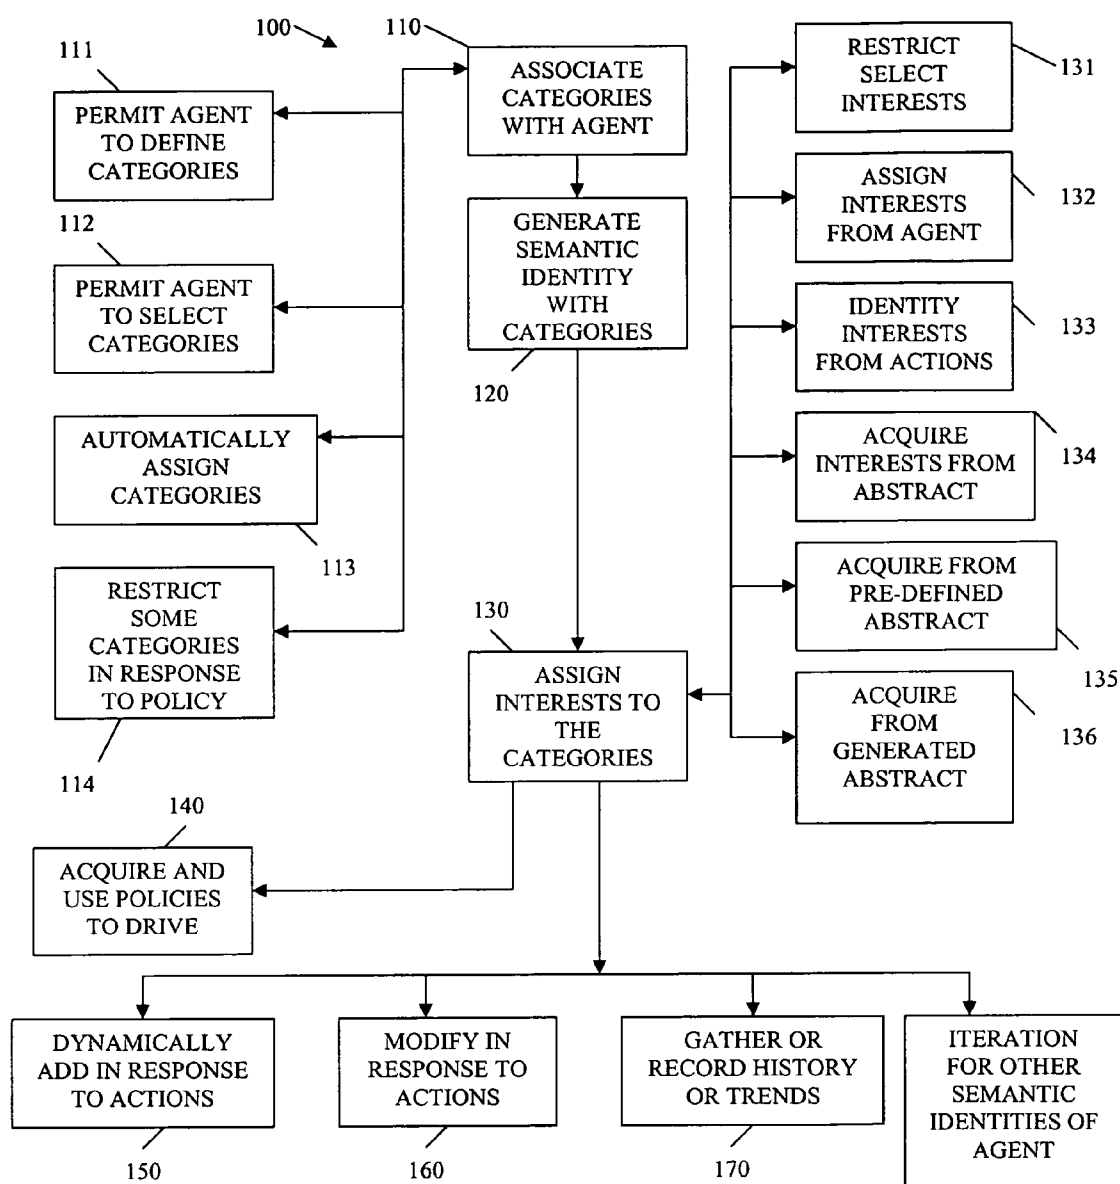 100
110
ASSOCIATE
CATEGORIES
WITH AGENT
111
PERMIT AGENT
TO DEFINE
CATEGORIES
112
PERMIT AGENT
TO SELECT
CATEGORIES
AUTOMATICALLY
ASSIGN
CATEGORIES
113
RESTRICT
SOME
CATEGORIES
IN RESPONSE
TO POLICY
114
GENERATE
SEMANTIC
IDENTITY
WITH
CATEGORIES
120
130
ASSIGN
INTERESTS TO
THE
CATEGORIES
RESTRICT
SELECT
INTERESTS
131
ASSIGN
INTERESTS
FROM AGENT
132
IDENTITY
INTERESTS
FROM ACTIONS
133
ACQUIRE
INTERESTS FROM
ABSTRACT
134
ACQUIRE FROM
PRE-DEFINED
ABSTRACT
135
ACQUIRE
FROM
GENERATED
ABSTRACT
136
140
ACQUIRE AND
USE POLICIES
TO DRIVE
DYNAMICALLY
ADD IN RESPONSE
TO ACTIONS
150
MODIFY IN
RESPONSE TO
ACTIONS
160
GATHER OR
RECORD HISTORY
OR TRENDS
170
ITERATION
FOR OTHER
SEMANTIC
IDENTITIES OF
AGENT